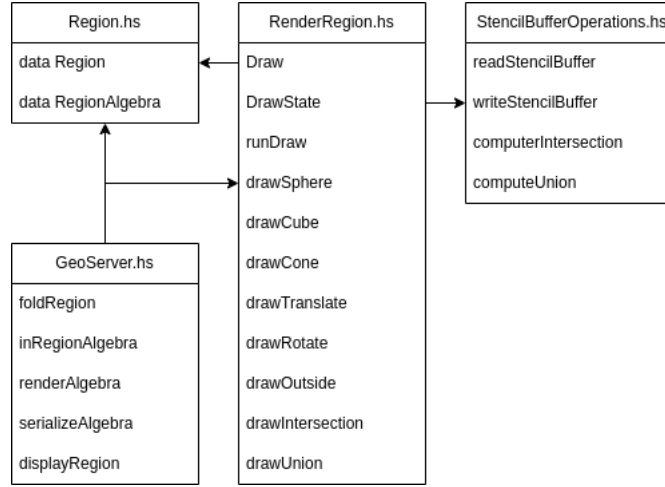 Region.hs
data Region
data RegionAlgebra
RenderRegion.hs
Draw
DrawState
runDraw
drawSphere
drawCube
drawCone
drawTranslate
drawRotate
drawOutside
drawIntersection
drawUnion
StencilBufferOperations.hs
readStencilBuffer
writeStencilBuffer
computerIntersection
computeUnion
GeoServer.hs
foldRegion
inRegionAlgebra
renderAlgebra
serializeAlgebra
displayRegion